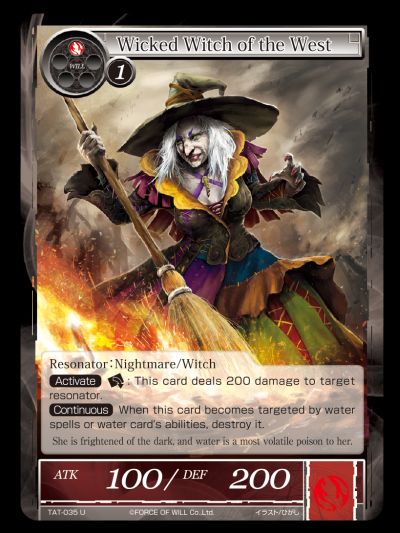 Wicked Witch of the West
WILL
1
Resonator：Nightmare/Witch
Activate : This card deals 200 damage to target
resonator.
Continuous When this card becomes targeted by water
spells or water card's abilities, destroy it.
She is frightened of the dark, and water is a most volatile poison to her.
ATK 100/ DEF 200
TAT-035 U ©FORCE OF WILL Co.,Ltd. イラスト/ひがし